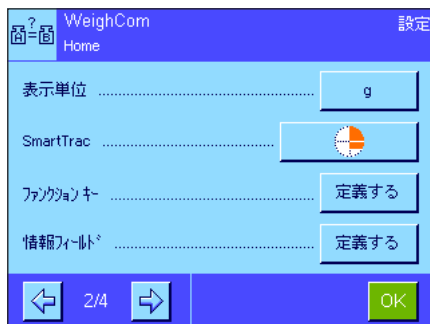 A?=B WeighCom 設定
Home
表示単位 ........................................................ g
SmartTrac ............................................
ﾌｧﾝｸｼｮﾝ ｷｰ ...................................................... 定義する
情報ﾌｨｰﾙﾄﾞ .................................................... 定義する
2/4 OK